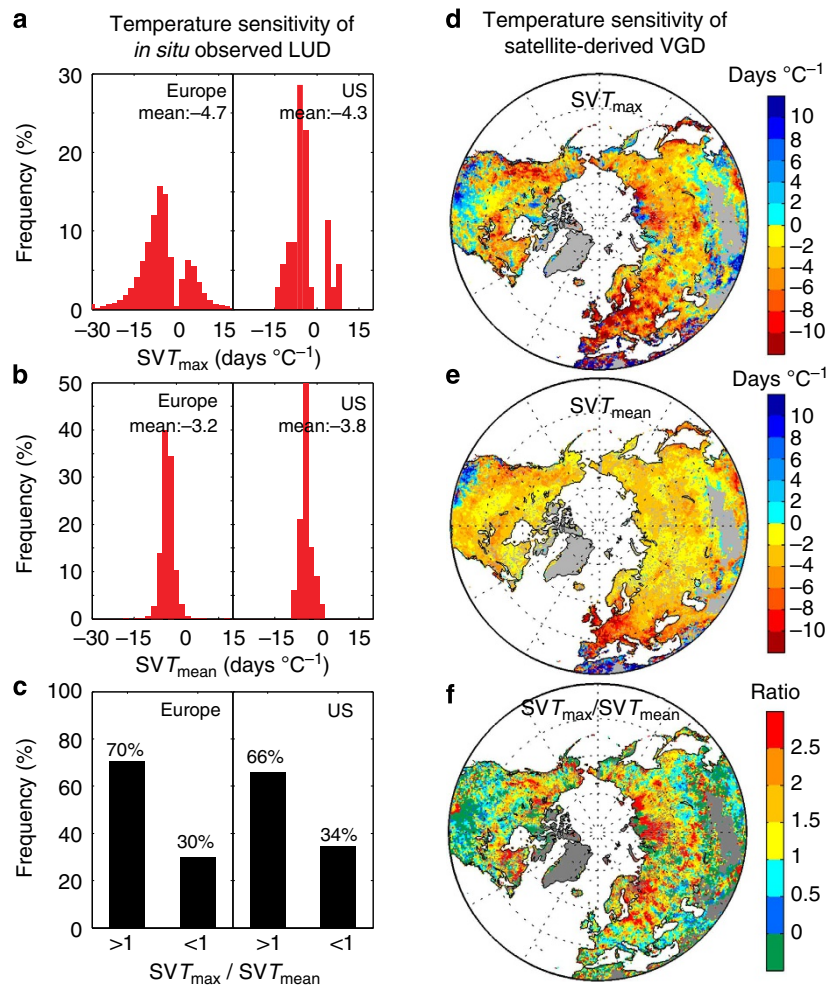 a
Temperature sensitivity of
in situ observed LUD
30
20
10
0
Frequency (%)
Europe
mean:–4.7
US
mean:–4.3
–30 –15 0 15 –15 0 15
SVTmax (days °C–1)
b
50
40
30
20
10
0
Frequency (%)
Europe
mean:–3.2
US
mean:–3.8
–30 –15 0 15 –15 0 15
SVTmean (days °C–1)
c
100
80
60
40
20
0
Frequency (%)
Europe
US
70%
30%
66%
34%
>1 <1 >1 <1
SVTmax / SVTmean
d
Temperature sensitivity of
satellite-derived VGD
Days °C–1
SVTmax
10
8
6
4
2
0
–2
–4
–6
–8
–10
e
Days °C–1
SVTmean
10
8
6
4
2
0
–2
–4
–6
–8
–10
f
Ratio
SVTmax/SVTmean
2.5
2
1.5
1
0.5
0